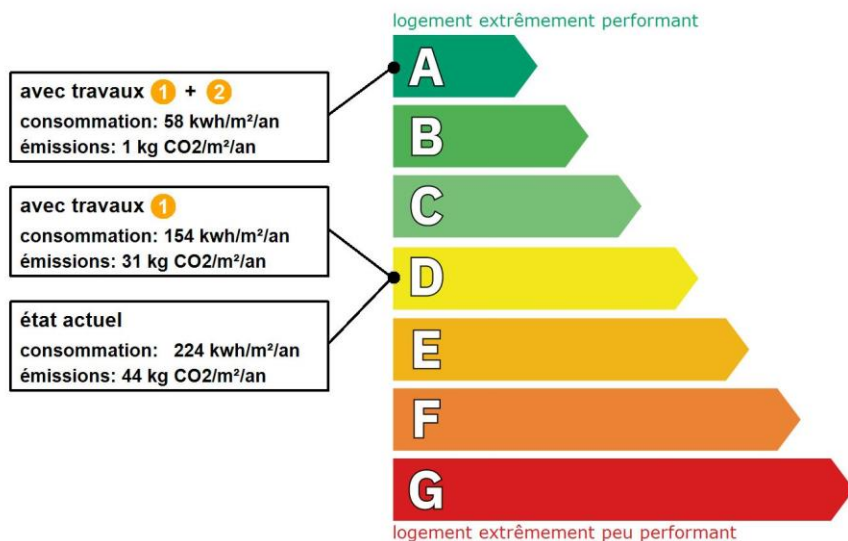 logement extrêmement performant
avec travaux 1 + 2
consommation: 58 kwh/m²/an
émissions: 1 kg CO2/m²/an
avec travaux 1
consommation: 154 kwh/m²/an
émissions: 31 kg CO2/m²/an
état actuel
consommation: 224 kwh/m²/an
émissions: 44 kg CO2/m²/an
A
B
C
D
E
F
G
logement extrêmement peu performant